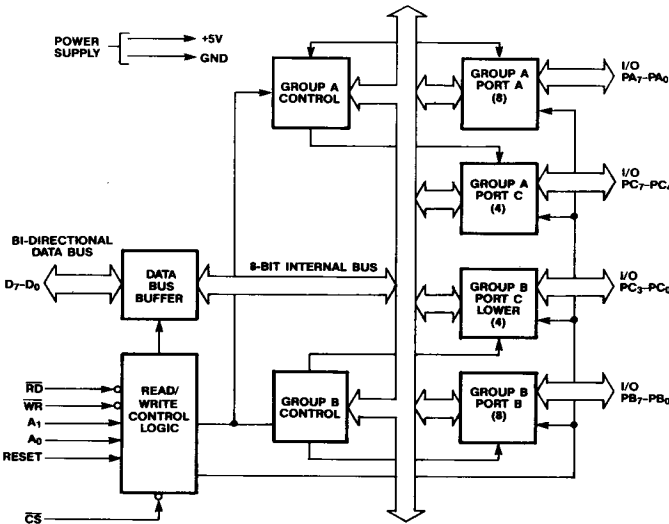 POWER
SUPPLY
+5V
GND
GROUP A
CONTROL
GROUP A
PORT A
(8)
I/O
PA7–PA0
GROUP A
PORT C
(4)
I/O
PC7–PC4
BI-DIRECTIONAL
DATA BUS
D7–D0
DATA
BUS
BUFFER
8-BIT INTERNAL BUS
GROUP B
PORT C
LOWER
(4)
I/O
PC3–PC0
RD
WR
A1
A0
RESET
CS
READ/
WRITE
CONTROL
LOGIC
GROUP B
CONTROL
GROUP B
PORT B
(8)
I/O
PB7–PB0